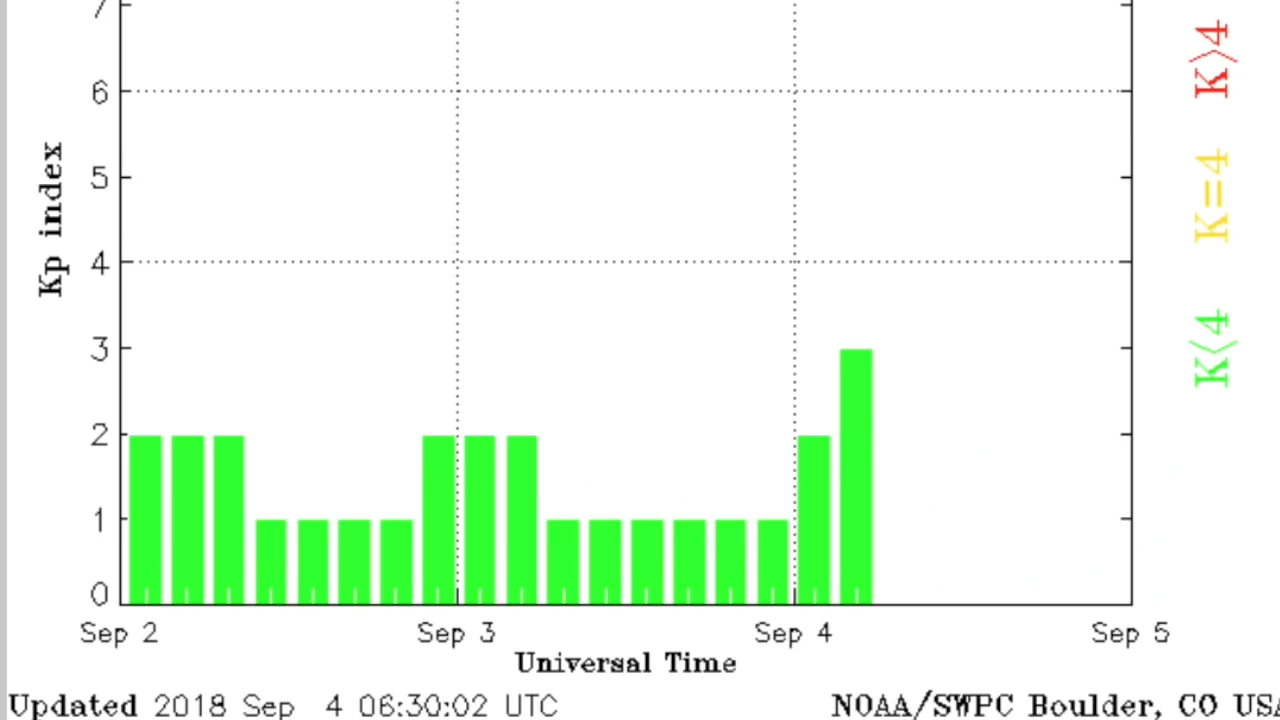 7
6
5
4
3
2
1
0
Kp index
Sep 2 Sep 3 Sep 4 Sep 5
Universal Time
K>4
K=4
K<4
Updated 2018 Sep 4 06:30:02 UTC
NOAA/SWPC Boulder, CO USA